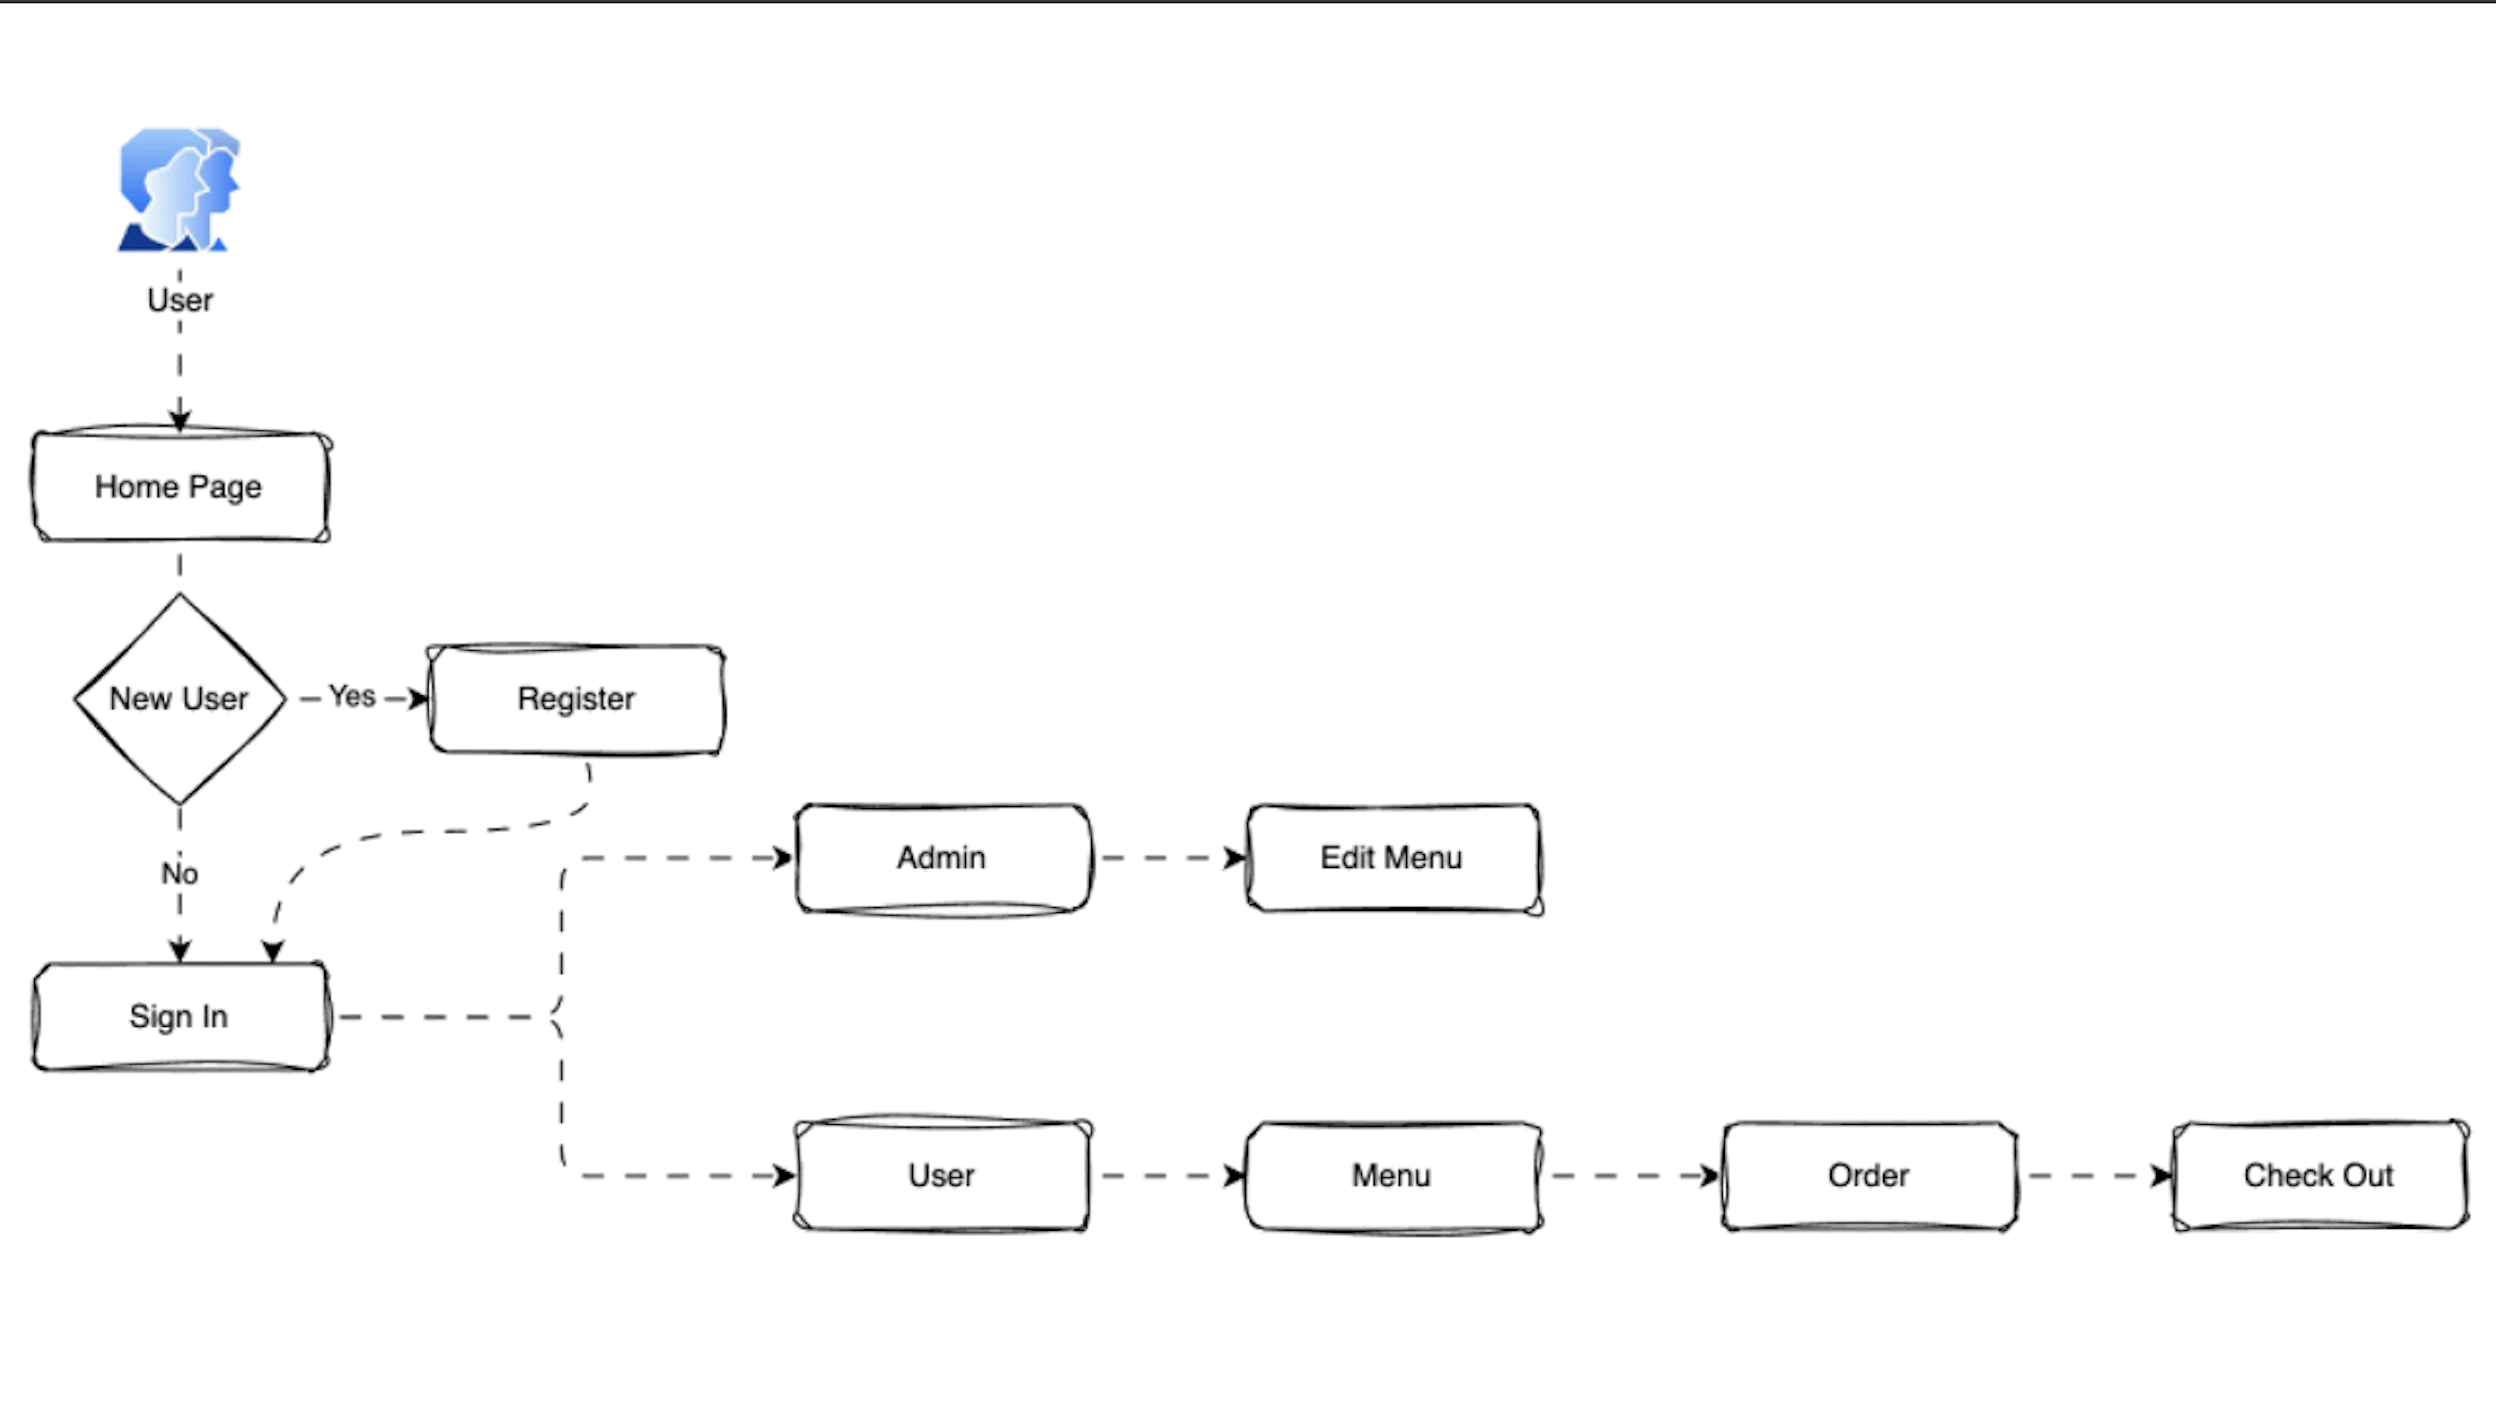 User
Home Page
New User
Yes
Register
No
Admin
Edit Menu
Sign In
User
Menu
Order
Check Out